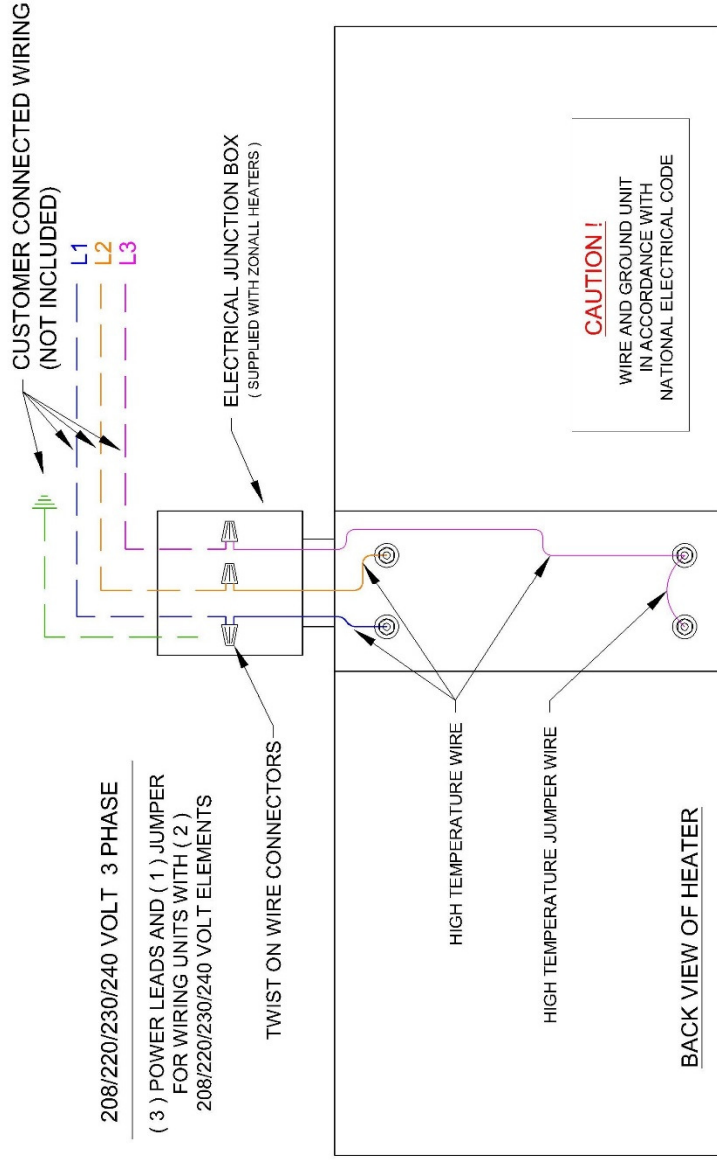 208/220/230/240 VOLT 3 PHASE
( 3 ) POWER LEADS AND ( 1 ) JUMPER
FOR WIRING UNITS WITH ( 2 )
208/220/230/240 VOLT ELEMENTS
TWIST ON WIRE CONNECTORS
CUSTOMER CONNECTED WIRING
(NOT INCLUDED)
L1
L2
L3
ELECTRICAL JUNCTION BOX
( SUPPLIED WITH ZONALL HEATERS )
HIGH TEMPERATURE WIRE
HIGH TEMPERATURE JUMPER WIRE
BACK VIEW OF HEATER
CAUTION !
WIRE AND GROUND UNIT
IN ACCORDANCE WITH
NATIONAL ELECTRICAL CODE